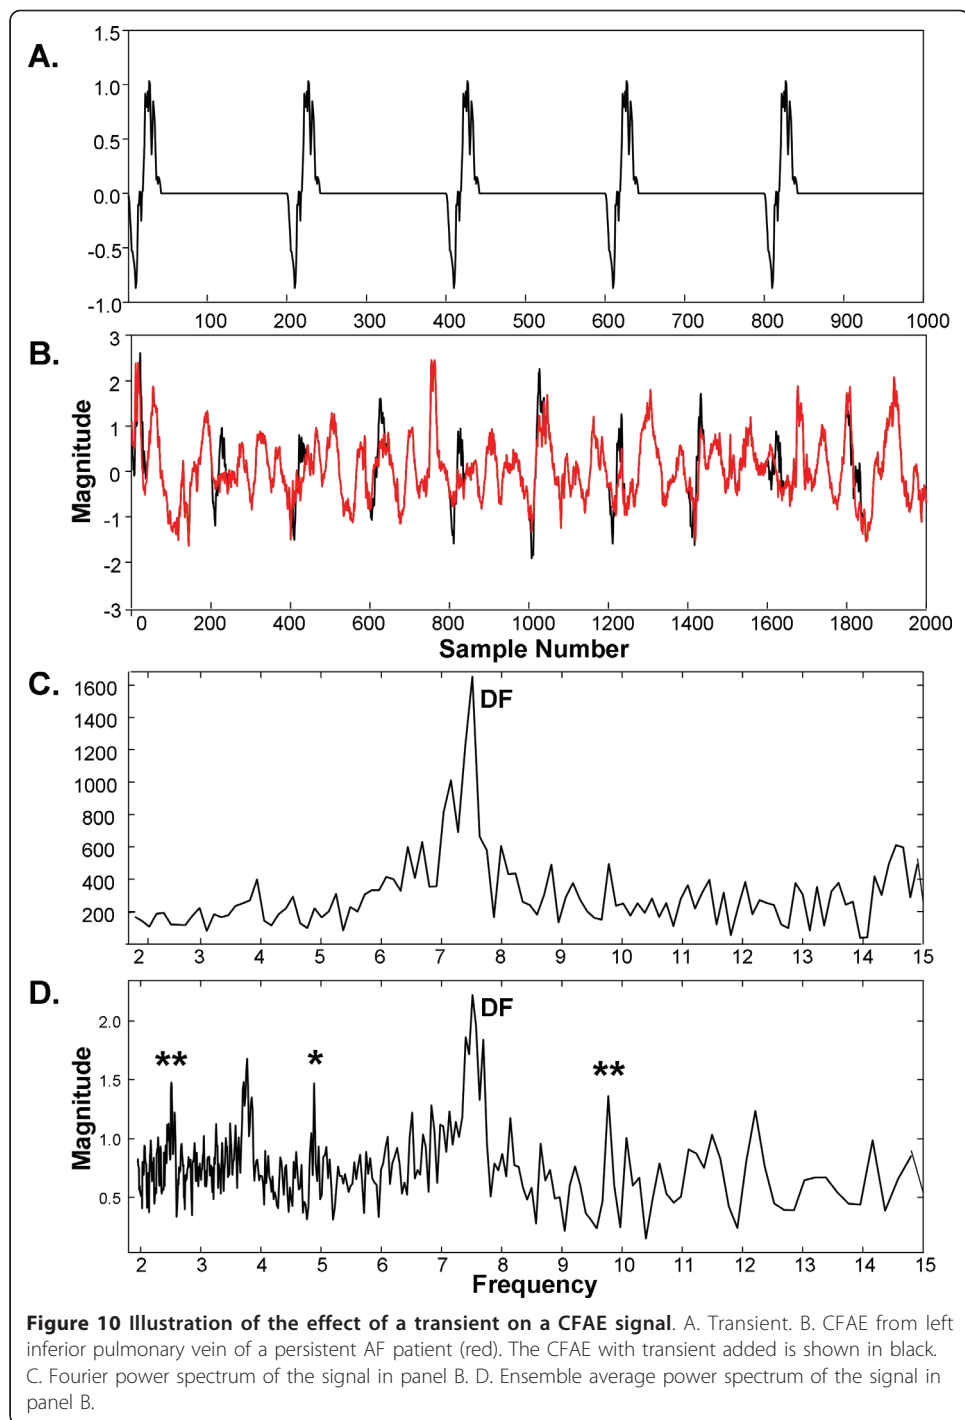 A.
1.5
1.0
0.5
0.0
-0.5
-1.0
100 200 300 400 500 600 700 800 900 1000
B.
Magnitude
3
2
1
0
-1
-2
-3
0 200 400 600 800 1000 1200 1400 1600 1800 2000
Sample Number
C.
DF
1600
1400
1200
1000
800
600
400
200
2 3 4 5 6 7 8 9 10 11 12 13 14 15
D.
DF
** * **
Magnitude
2.0
1.5
1.0
0.5
2 3 4 5 6 7 8 9 10 11 12 13 14 15
Frequency
Figure 10 Illustration of the effect of a transient on a CFAE signal. A. Transient. B. CFAE from left
inferior pulmonary vein of a persistent AF patient (red). The CFAE with transient added is shown in black.
C. Fourier power spectrum of the signal in panel B. D. Ensemble average power spectrum of the signal in
panel B.